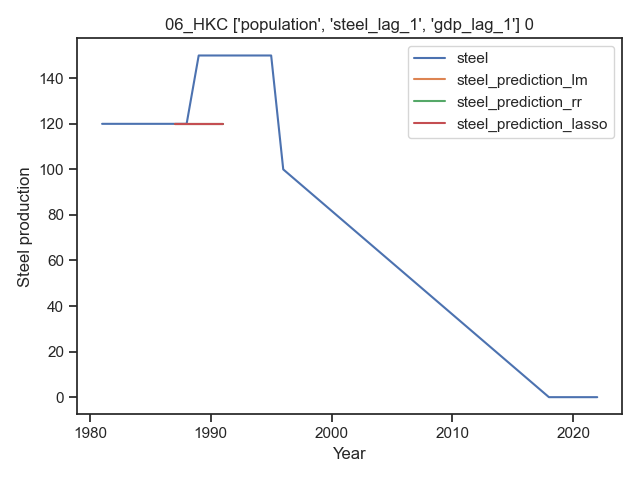 06_HKC ['population', 'steel_lag_1', 'gdp_lag_1'] 0
steel
steel_prediction_lm
steel_prediction_rr
steel_prediction_lasso
Steel production
140
120
100
80
60
40
20
0
1980 1990 2000 2010 2020
Year